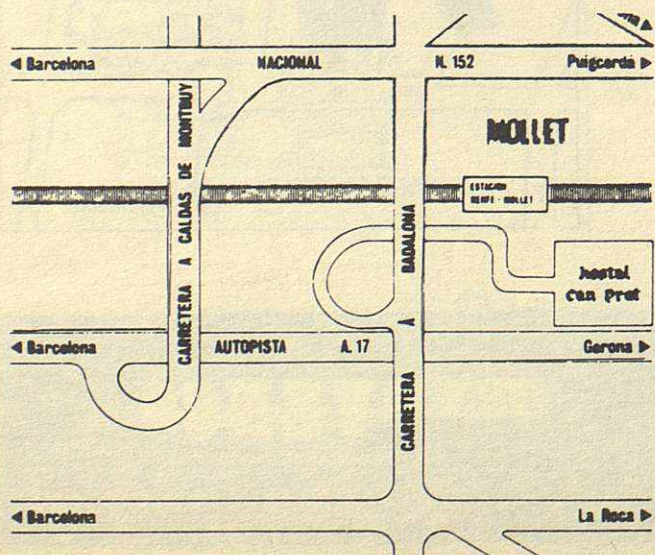 ◀ Barcelona
NACIONAL
N. 152
Puigcerdá ▶
MOLLET
CARRETERA A CALDAS DE MONTBUY
ESTACION
RENFE - MOLLET
CARRETERA Á BADALONA
hostal
can Prat
◀ Barcelona
AUTOPISTA
A. 17
Gerona ▶
◀ Barcelona
La Roca ▶